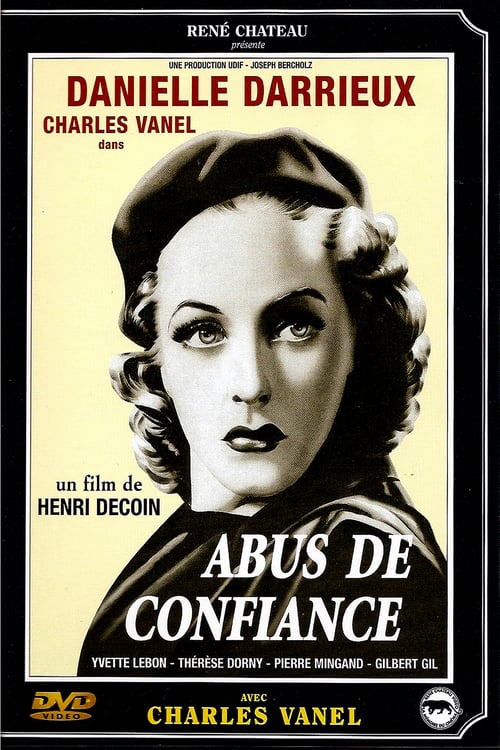 RENÉ CHATEAU
présente
UNE PRODUCTION UDIF - JOSEPH BERCHOLZ
DANIELLE DARRIEUX
CHARLES VANEL
dans
un film de
HENRI DECOIN
ABUS DE
CONFIANCE
YVETTE LEBON - THÉRÈSE DORNY - PIERRE MINGAND - GILBERT GIL
DVD
VIDEO
AVEC
CHARLES VANEL